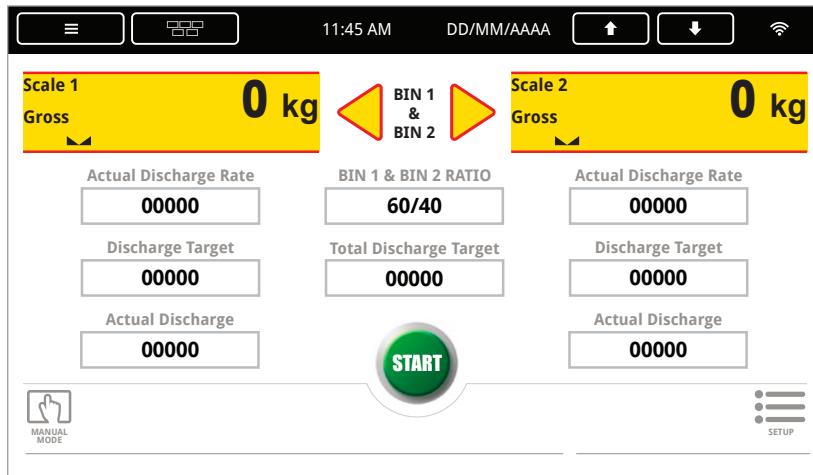 11:45 AM DD/MM/AAAA
Scale 1
Gross
0 kg
BIN 1
&
BIN 2
Scale 2
Gross
0 kg
Actual Discharge Rate
00000
BIN 1 & BIN 2 RATIO
60/40
Actual Discharge Rate
00000
Discharge Target
00000
Total Discharge Target
00000
Discharge Target
00000
Actual Discharge
00000
START
Actual Discharge
00000
MANUAL
MODE
SETUP